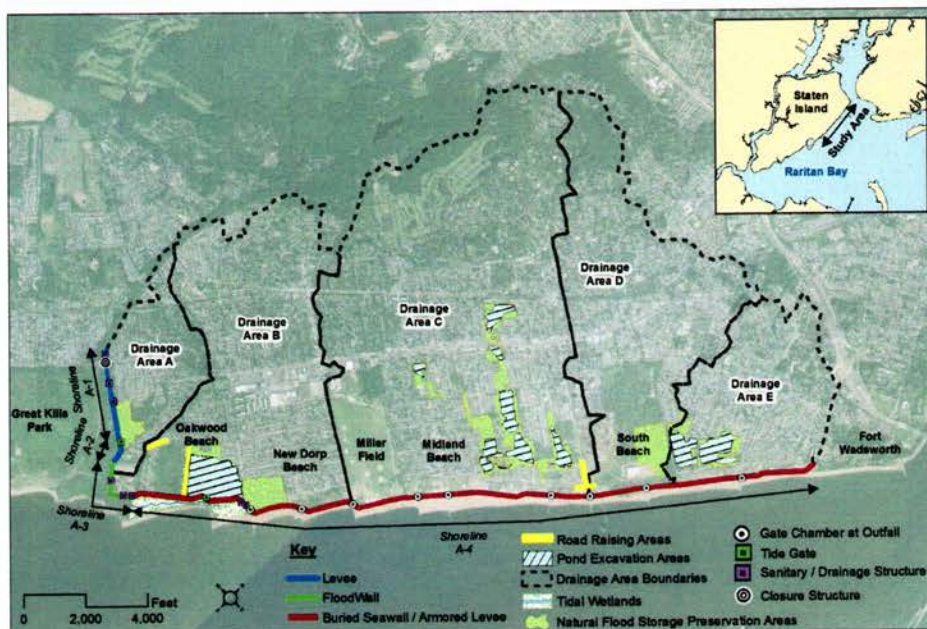 Staten
Island
Study Area
Raritan Bay
Drainage
Area D
Drainage
Area C
Drainage
Area B
Drainage
Area A
Drainage
Area E
Shoreline
A-1
Great Kills
Park
Shoreline
A-2
Oakwood
Beach
New Dorp
Beach
Miller
Field
Midland
Beach
South
Beach
Fort
Wadsworth
Shoreline
A-3
Shoreline
A-4
Key
Levee
FloodWall
Buried Seawall / Armored Levee
Road Raising Areas
Pond Excavation Areas
Drainage Area Boundaries
Tidal Wetlands
Natural Flood Storage Preservation Areas
Gate Chamber at Outfall
Tide Gate
Sanitary / Drainage Structure
Closure Structure
Feet
0 2,000 4,000